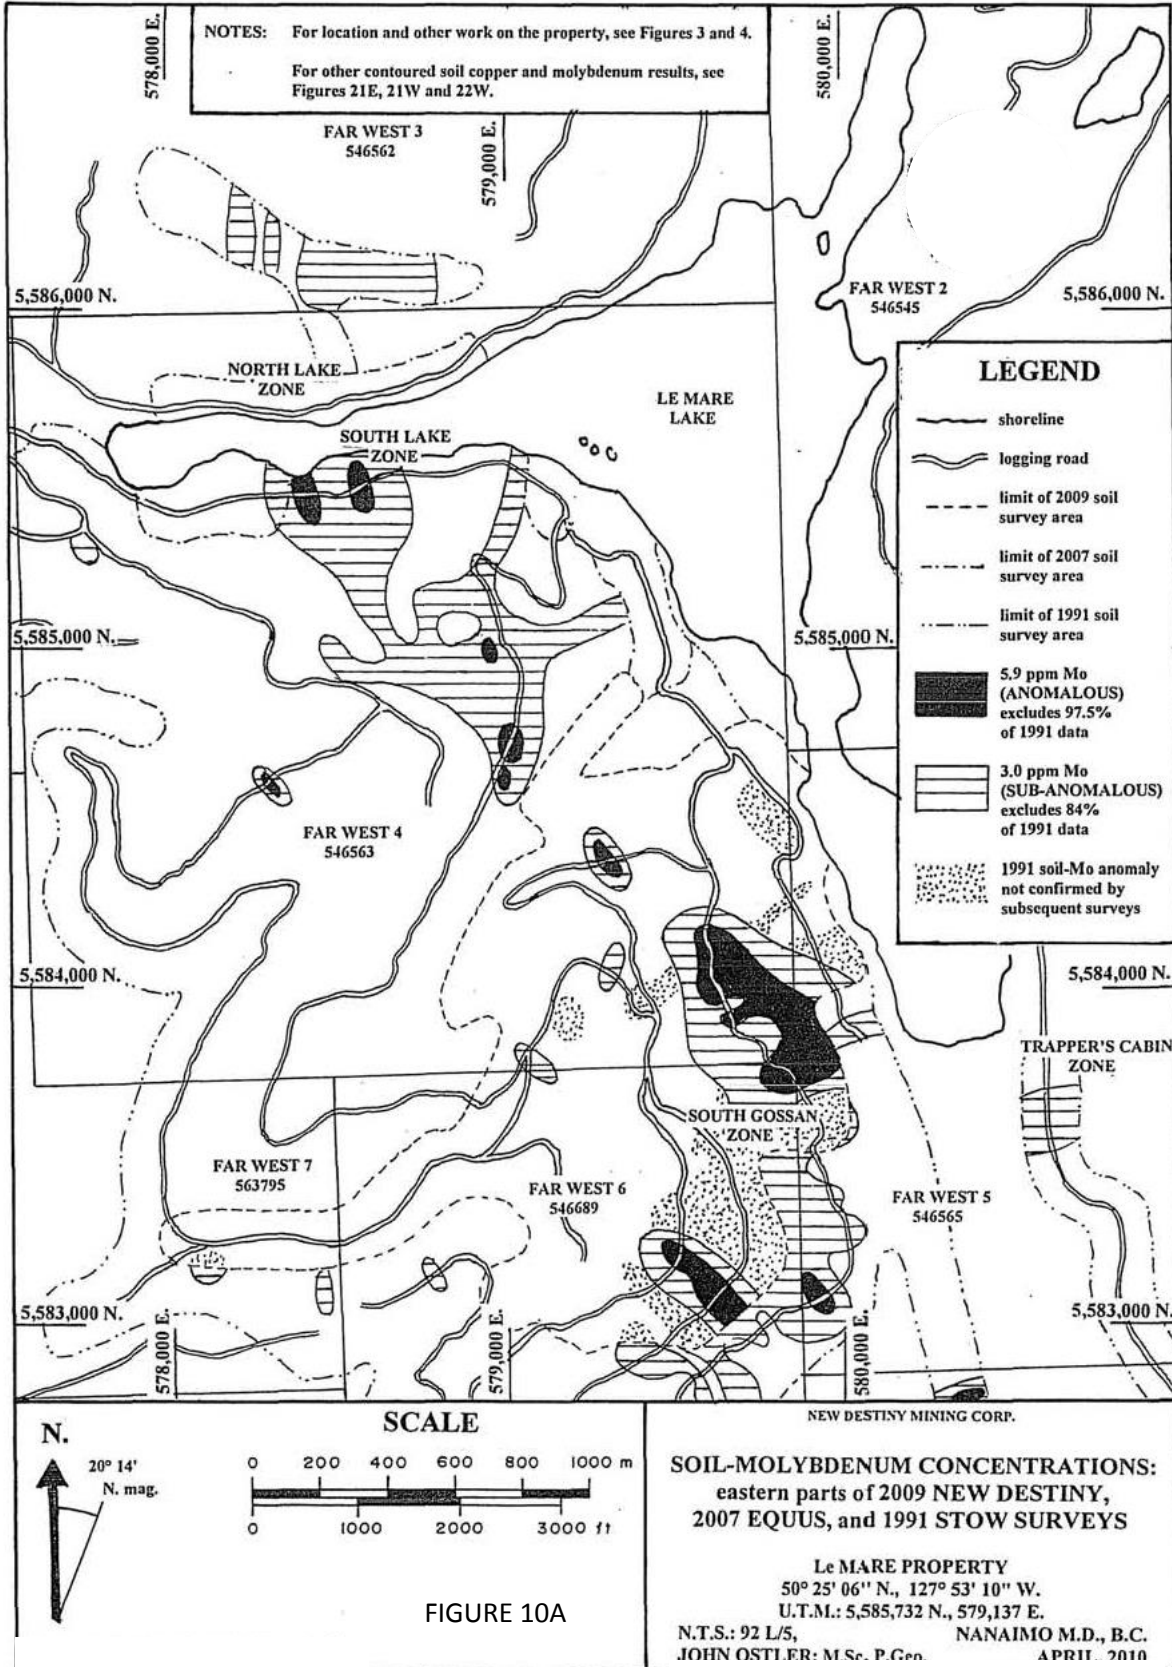 578,000 E.
NOTES: For location and other work on the property, see Figures 3 and 4.
For other contoured soil copper and molybdenum results, see
Figures 21E, 21W and 22W.
580,000 E.
FAR WEST 3
546562
579,000 E.
5,586,000 N.
FAR WEST 2
546545
5,586,000 N.
NORTH LAKE
ZONE
LE MARE
LAKE
SOUTH LAKE
ZONE
LEGEND
shoreline
logging road
limit of 2009 soil
survey area
limit of 2007 soil
survey area
limit of 1991 soil
survey area
5.9 ppm Mo
(ANOMALOUS)
excludes 97.5%
of 1991 data
3.0 ppm Mo
(SUB-ANOMALOUS)
excludes 84%
of 1991 data
1991 soil-Mo anomaly
not confirmed by
subsequent surveys
5,585,000 N.
5,585,000 N.
FAR WEST 4
546563
5,584,000 N.
5,584,000 N.
TRAPPER'S CABIN
ZONE
SOUTH GOSSAN
ZONE
FAR WEST 7
563795
FAR WEST 6
546689
FAR WEST 5
546565
5,583,000 N.
5,583,000 N.
578,000 E.
579,000 E.
580,000 E.
N.
20° 14'
N. mag.
SCALE
0 200 400 600 800 1000 m
0 1000 2000 3000 ft
FIGURE 10A
NEW DESTINY MINING CORP.
SOIL-MOLYBDENUM CONCENTRATIONS:
eastern parts of 2009 NEW DESTINY,
2007 EQUUS, and 1991 STOW SURVEYS
Le MARE PROPERTY
50° 25' 06" N., 127° 53' 10" W.
U.T.M.: 5,585,732 N., 579,137 E.
N.T.S.: 92 L/5, NANAIMO M.D., B.C.
JOHN OSTLER: M.Sc. P.Geo. APRIL, 2010